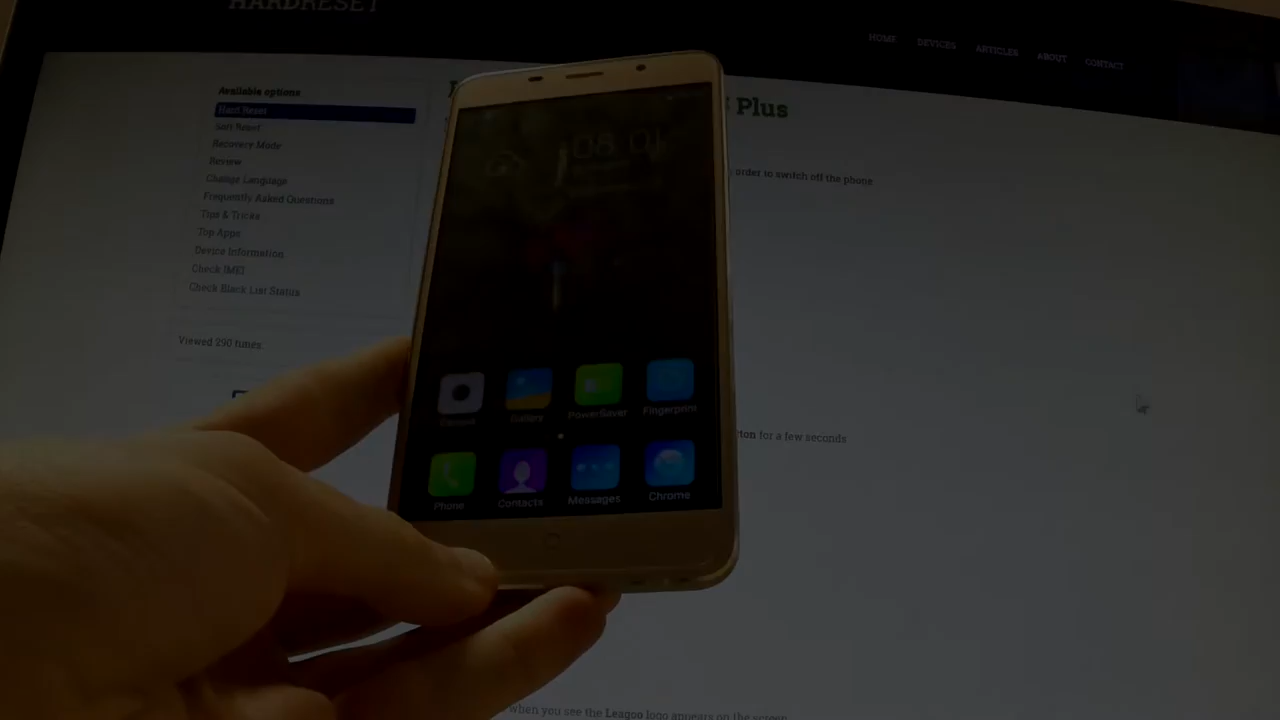 HARDRESET
HOME DEVICES ARTICLES ABOUT CONTACT
Available options
Hard Reset
Soft Reset
Recovery Mode
Review
Change Language
Frequently Asked Questions
Tips & Tricks
Top Apps
Device Information
Check IMEI
Check Black List Status
Viewed 290 times.
Plus
order to switch off the phone
08 01
Camera Gallery PowerSaver Fingerprint
Phone Contacts Messages Chrome
for a few seconds
when you see the Leagoo logo appears on the screen